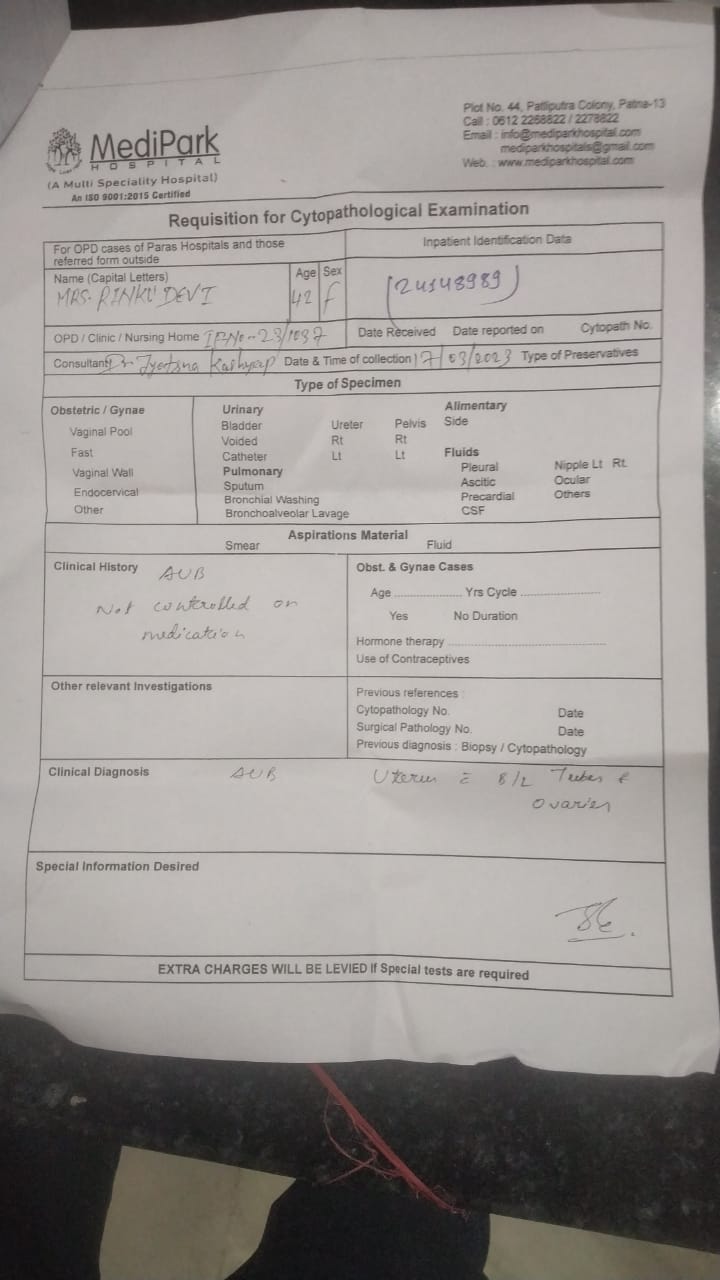 MediPark
HOSPITAL
(A Multi Speciality Hospital)
An ISO 9001:2015 Certified
Plot No. 44, Patliputra Colony, Patna-13
Call : 0612 2268822 / 2278822
Email : info@mediparkhospital.com
mediparkhospitals@gmail.com
Web. : www.mediparkhospital.com
Requisition for Cytopathological Examination
For OPD cases of Paras Hospitals and those
referred form outside
Inpatient Identification Data
Name (Capital Letters) Age Sex
MRS. RINKU DEVI 42 f
(24148989)
OPD / Clinic / Nursing Home IPNo-23/1037 Date Received Date reported on Cytopath No.
Consultant Dr Jyotsna Kashyap Date & Time of collection 17/03/2023 Type of Preservatives
Type of Specimen
Obstetric / Gynae
Vaginal Pool
Fast
Vaginal Wall
Endocervical
Other
Urinary
Bladder Ureter Pelvis
Voided Rt Rt
Catheter Lt Lt
Pulmonary
Sputum
Bronchial Washing
Bronchoalveolar Lavage
Alimentary
Side
Fluids
Pleural Nipple Lt Rt.
Ascitic Ocular
Precardial Others
CSF
Aspirations Material
Smear Fluid
Clinical History AUB
Not controlled on
medication
Obst. & Gynae Cases
Age .................... Yrs Cycle ........................
Yes No Duration
Hormone therapy ................................................
Use of Contraceptives
Other relevant Investigations
Previous references :
Cytopathology No. Date
Surgical Pathology No. Date
Previous diagnosis : Biopsy / Cytopathology
Clinical Diagnosis AUB Uterus c̄ B/L Tubes &
Ovaries
Special Information Desired
EXTRA CHARGES WILL BE LEVIED If Special tests are required